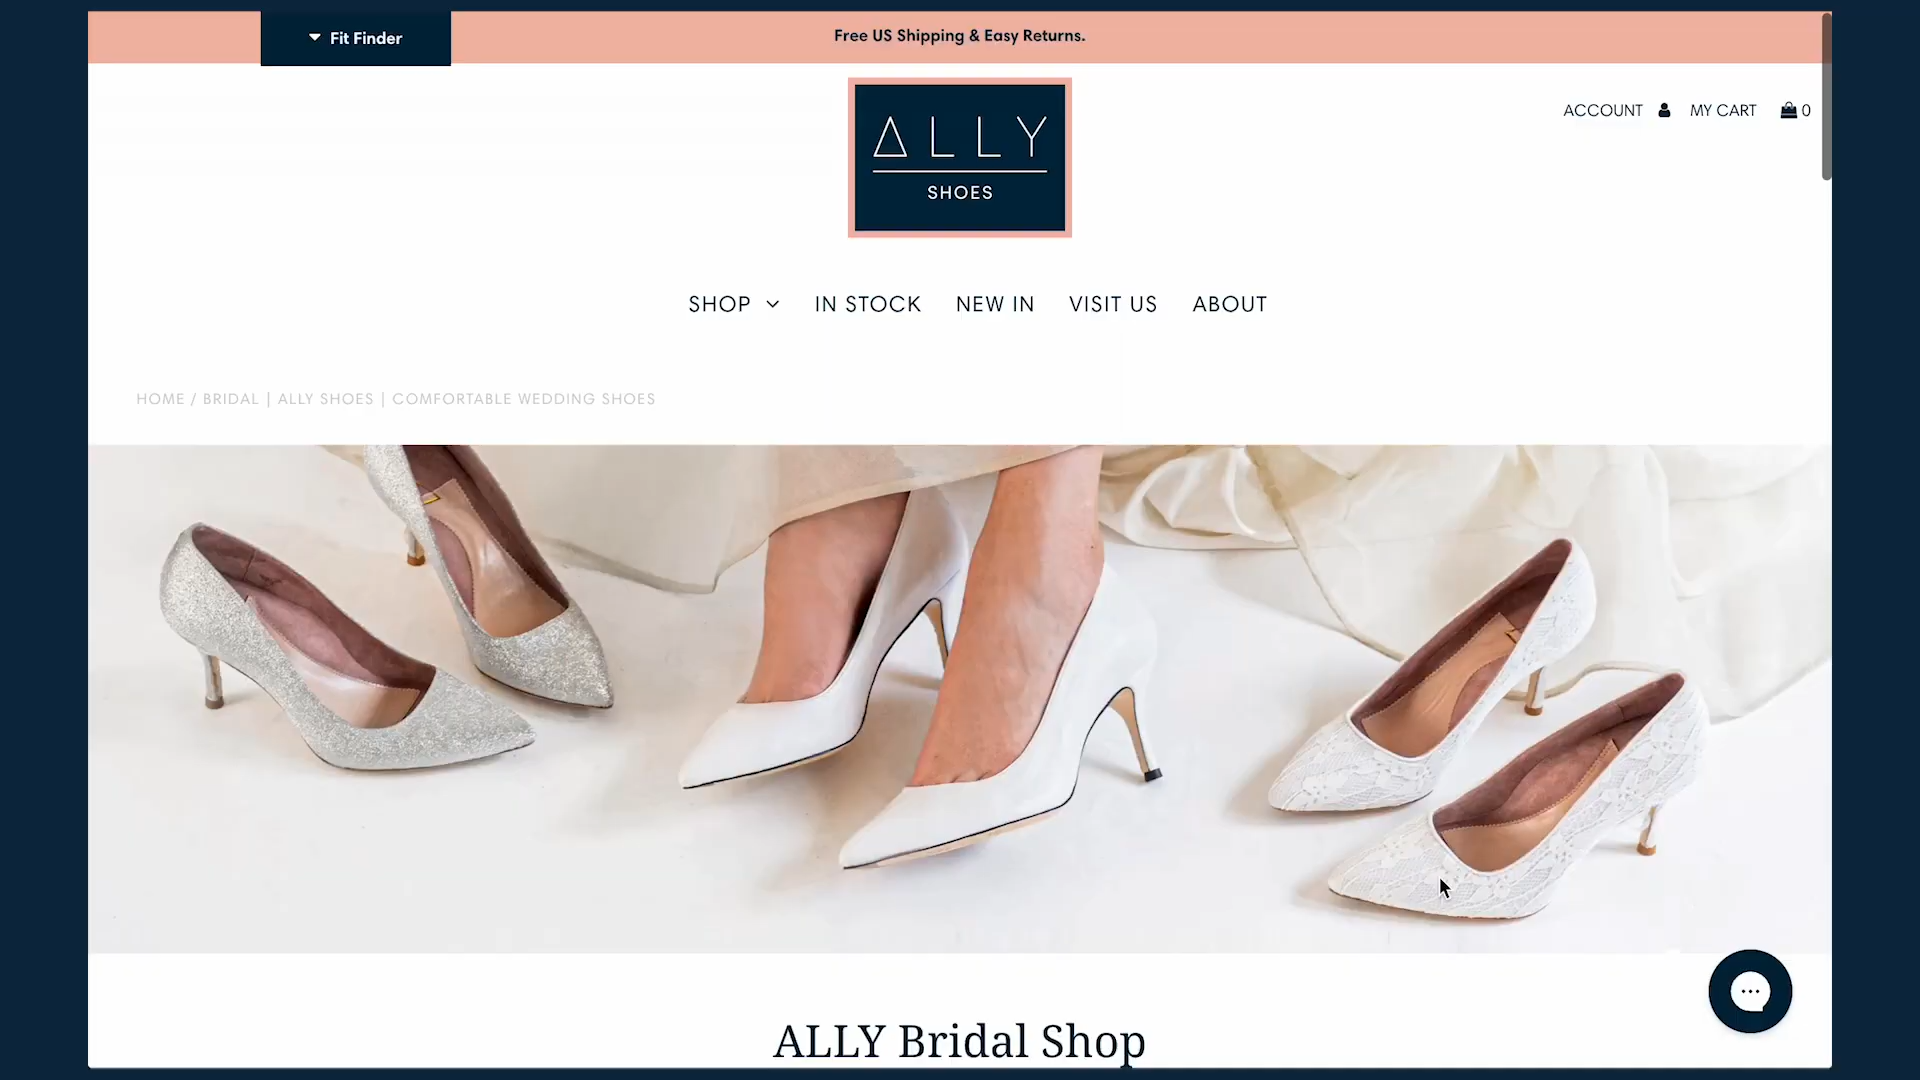 Fit Finder
Free US Shipping & Easy Returns.
ALLY
SHOES
ACCOUNT MY CART 0
SHOP IN STOCK NEW IN VISIT US ABOUT
HOME / BRIDAL | ALLY SHOES | COMFORTABLE WEDDING SHOES
ALLY Bridal Shop